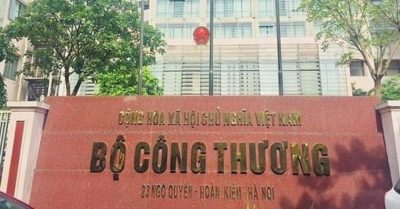 CỘNG HÒA XÃ HỘI CHỦ NGHĨA VIỆT NAM
BỘ CÔNG THƯƠNG
23 NGÔ QUYỀN - HOÀN KIẾM HÀ NỘI